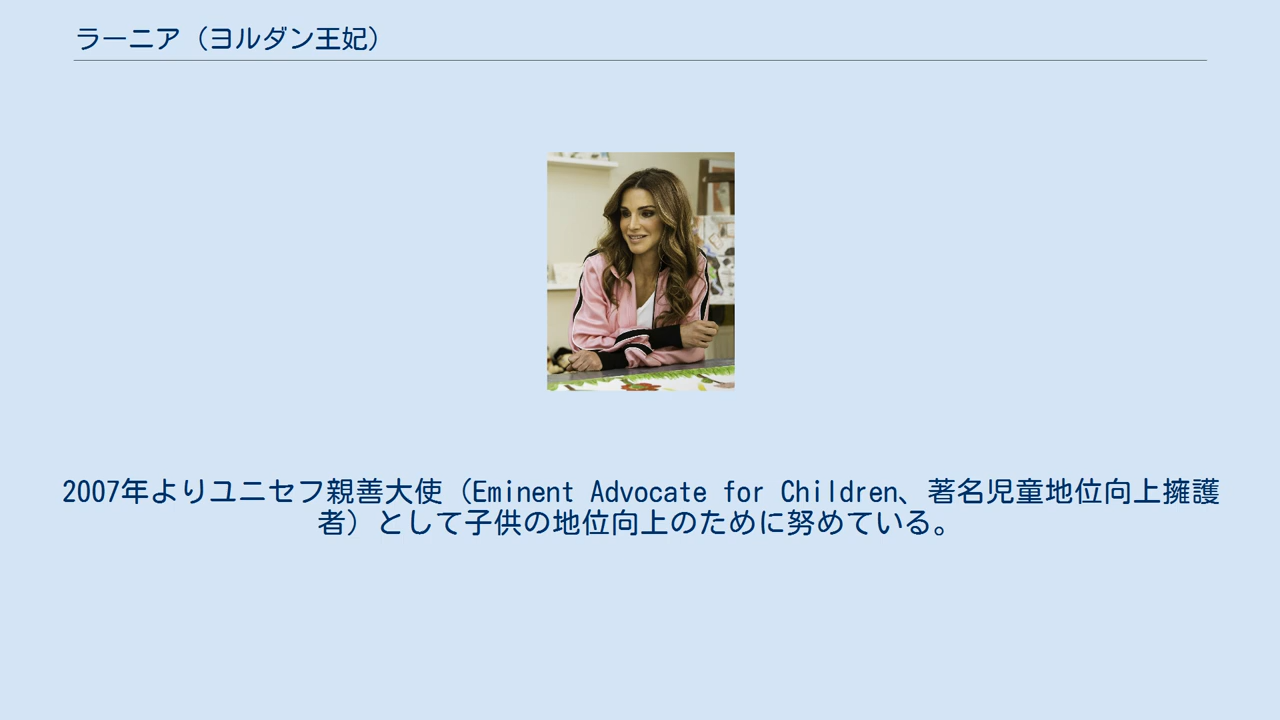 ラーニア（ヨルダン王妃）
2007年よりユニセフ親善大使（Eminent Advocate for Children、著名児童地位向上擁護
者）として子供の地位向上のために努めている。